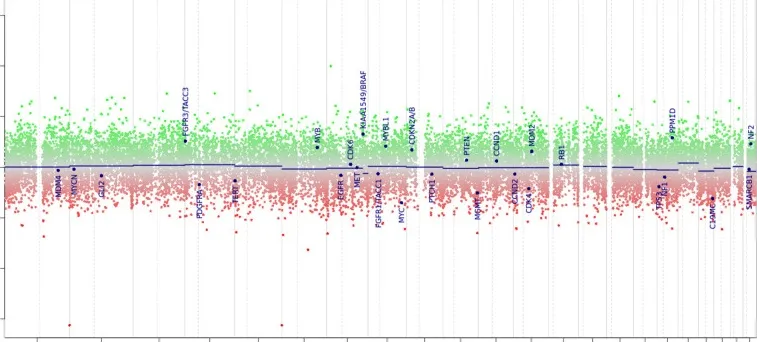 MDM4
MYCN
GLI2
FGFR3/TACC3
PDGFRA
TERT
MYB
EGFR
CDK6
MET
KIAA1549/BRAF
FGFR1/TACC1
MYBL1
MYC
CDKN2A/B
PTCH1
PTEN
MGMT
CCND1
CCND2
CDK4
MDM2
RB1
TP53
NF1
PPM1D
C19MC
SMARCB1
NF2